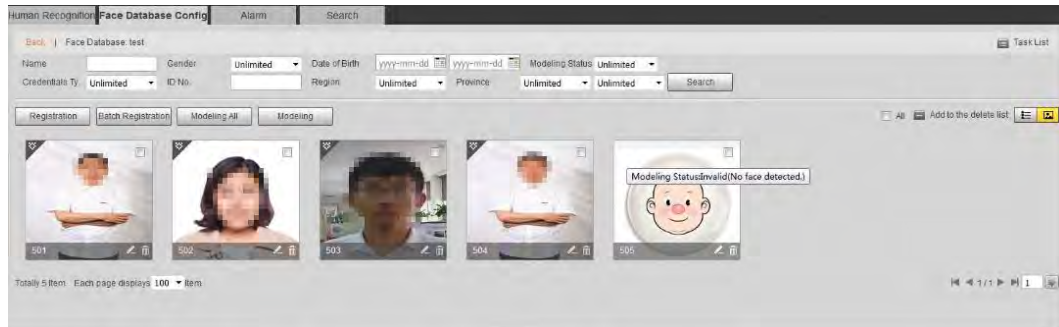 Human Recognition Face Database Config Alarm Search
Back | Face Database: test Task List
Name Gender Unlimited Date of Birth yyyy-mm-dd yyyy-mm-dd Modeling Status Unlimited
Credentials Ty. Unlimited ID No. Region Unlimited Province Unlimited Unlimited Search
Registration Batch Registration Modeling All Modeling All Add to the delete list
Modeling Status:Invalid(No face detected.)
501 502 503 504 505
Totally 5 Item Each page displays 100 Item 1/1 1